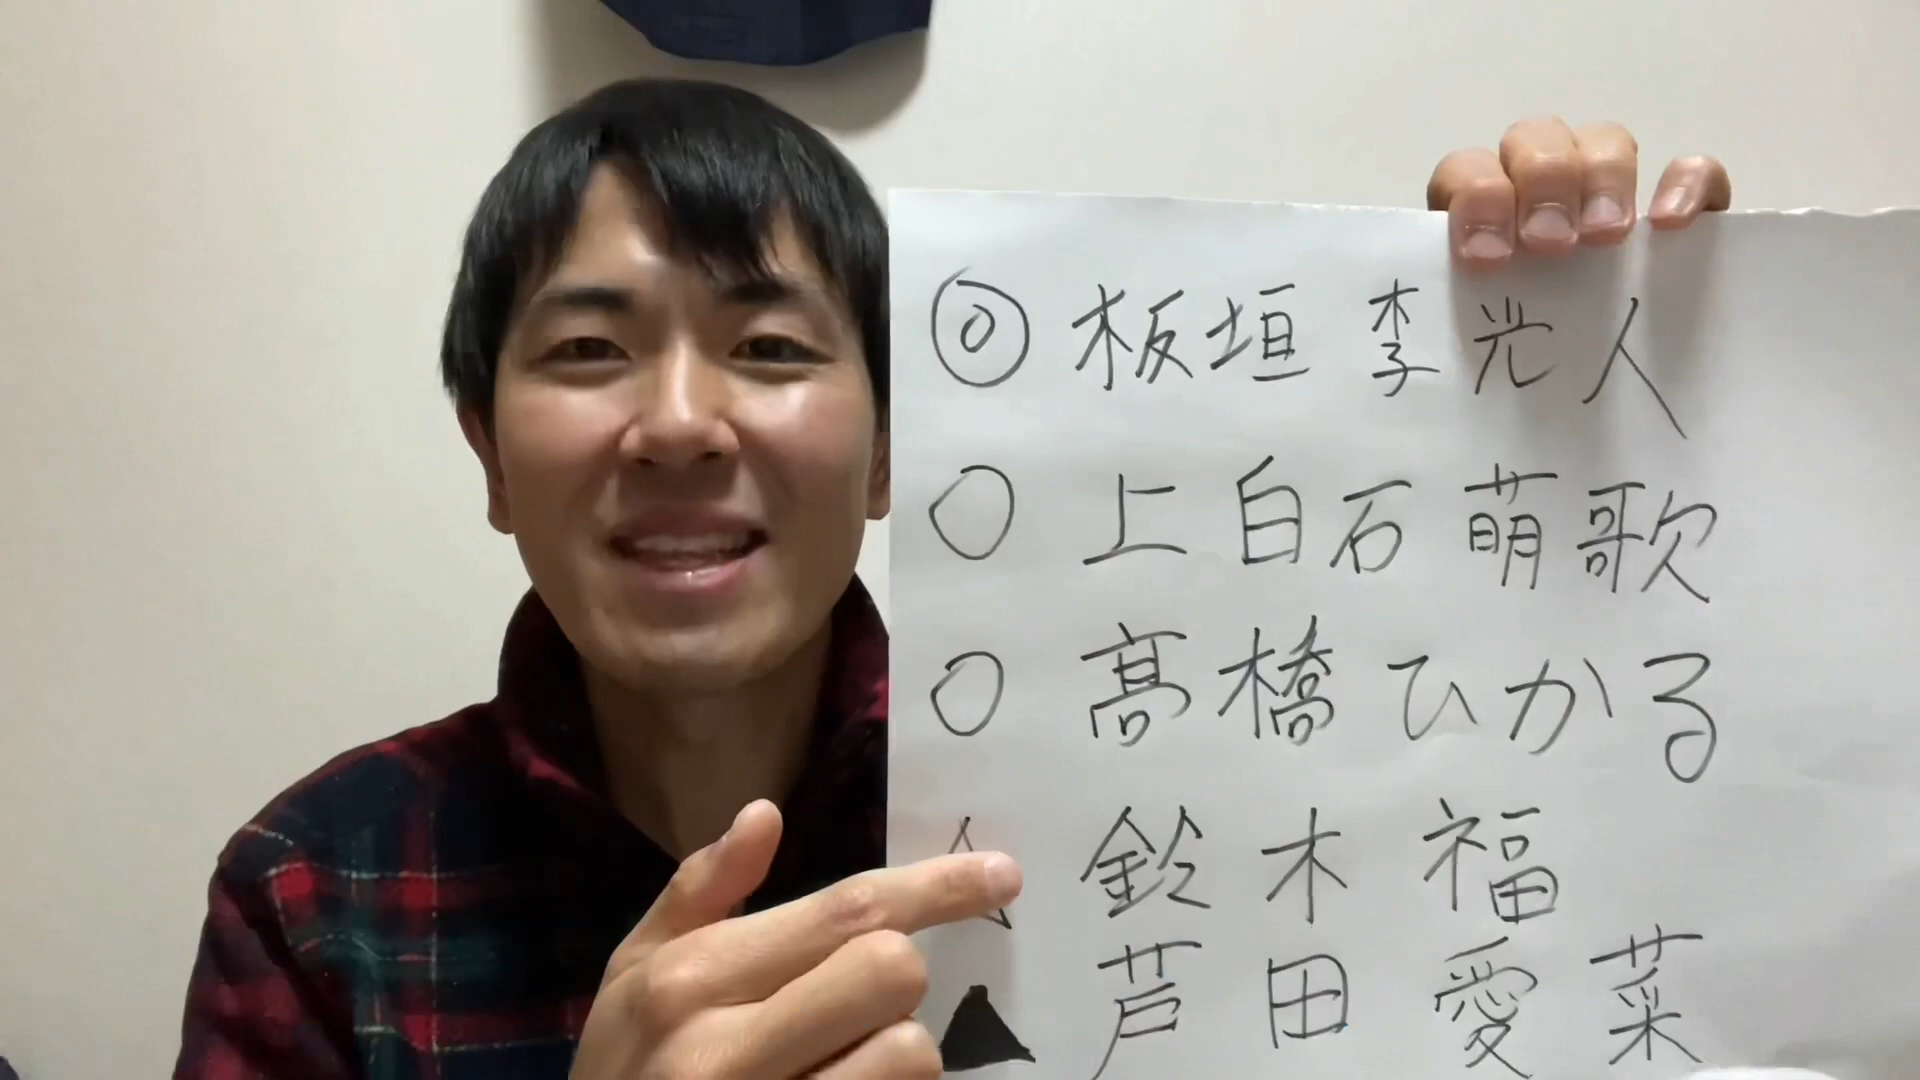 ◎ 板垣 李光人
○ 上白石 萌歌
○ 髙橋 ひかる
△ 鈴木 福
▲ 芦田 愛菜